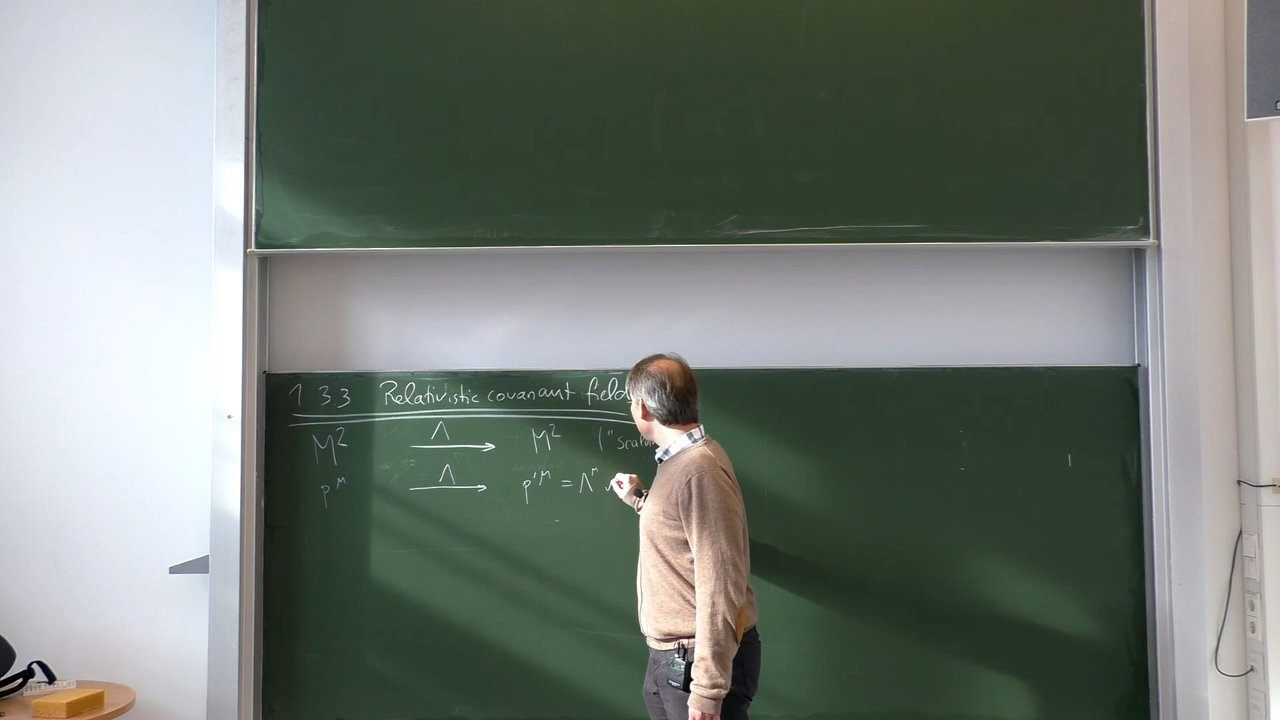 1.3.3 Relativistic covariant field
M² Λ→ M² ("scalar
p^μ Λ→ p'^μ = Λ^μ